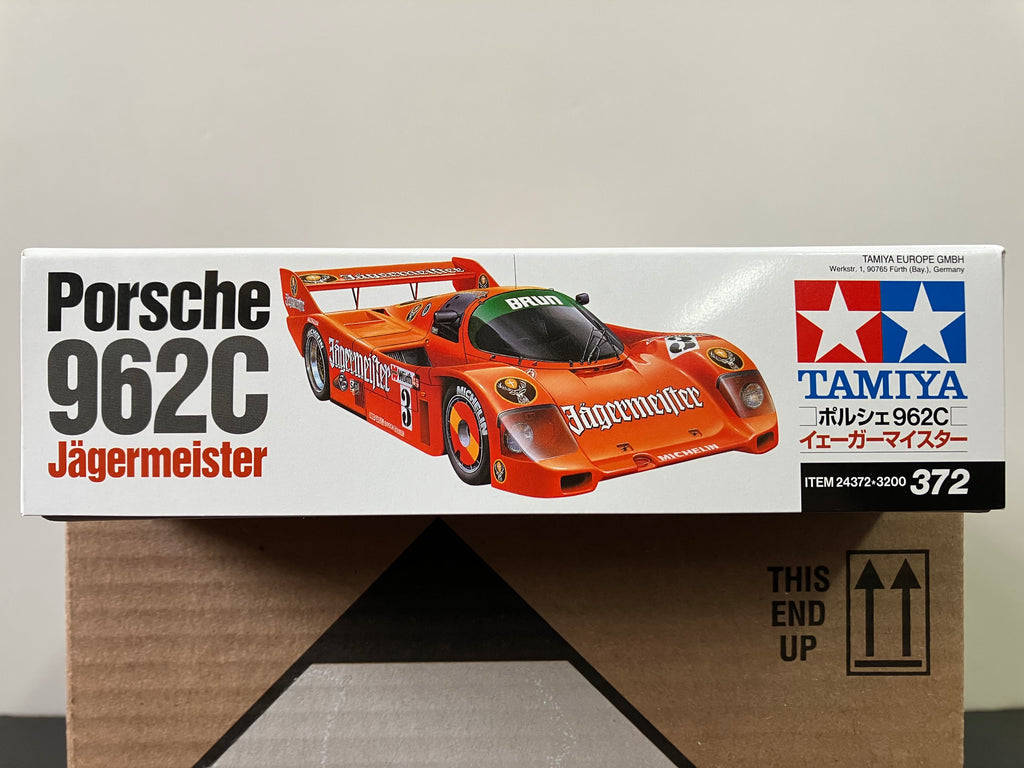 Porsche
962C
Jägermeister
Jägermeister
BRUN
Jägermeister
3
MICHELIN
3
Jägermeister
MICHELIN
TAMIYA EUROPE GMBH
Werkstr. 1, 90765 Fürth (Bay.), Germany
TAMIYA
ポルシェ962C
イェーガーマイスター
ITEM 24372★3200 372
THIS
END
UP